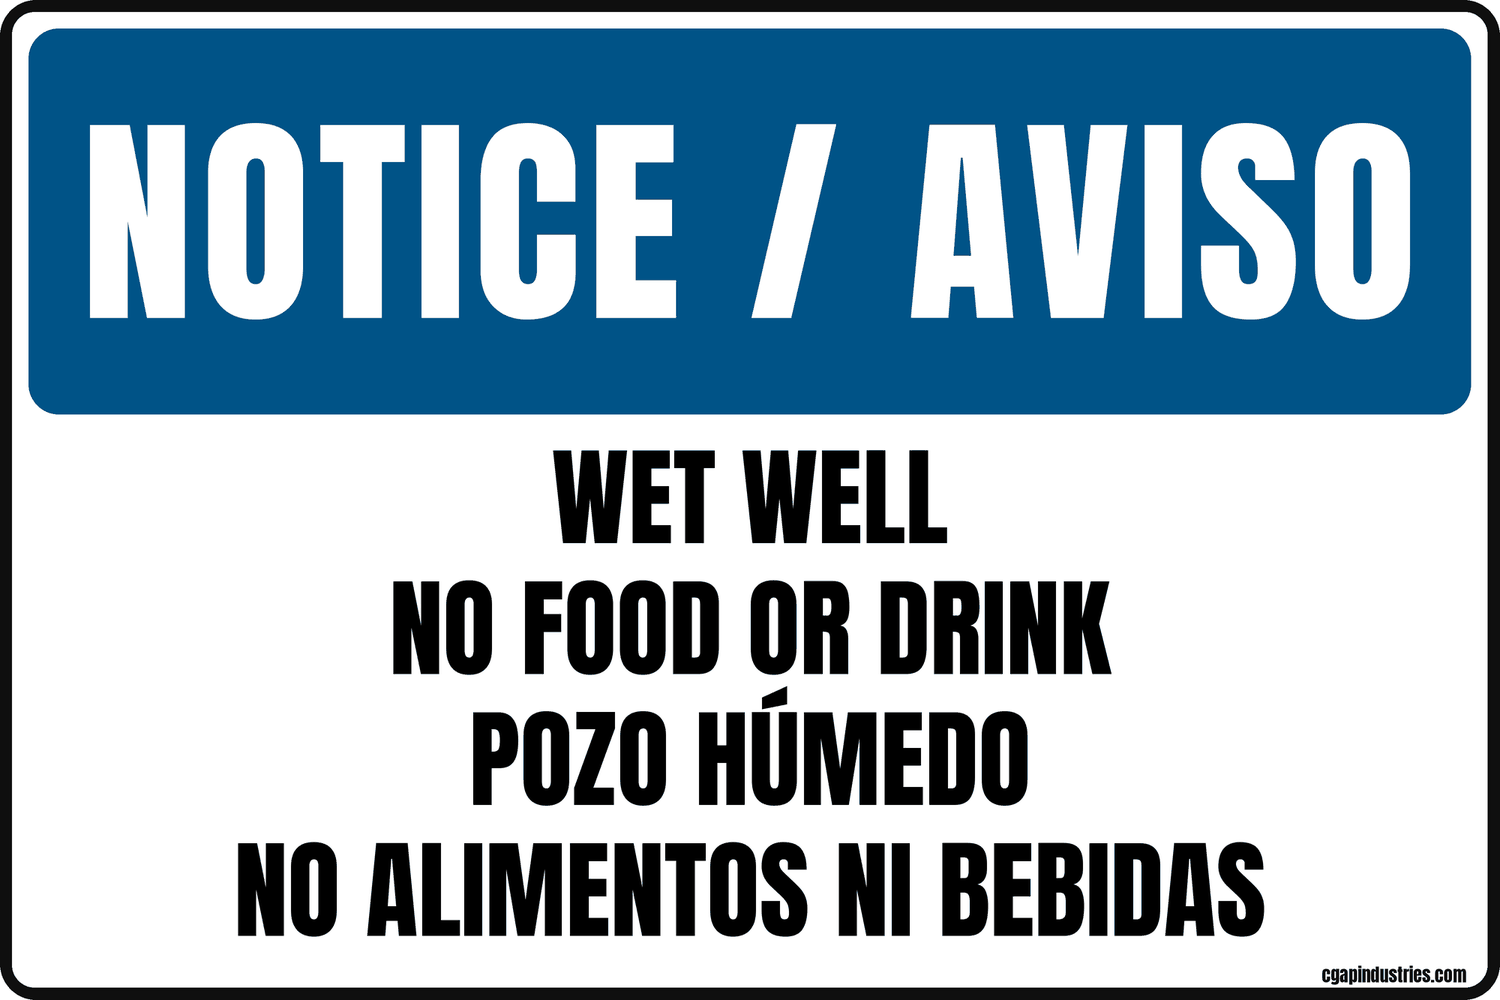 NOTICE / AVISO
WET WELL
NO FOOD OR DRINK
POZO HÚMEDO
NO ALIMENTOS NI BEBIDAS
cgapindustries.com